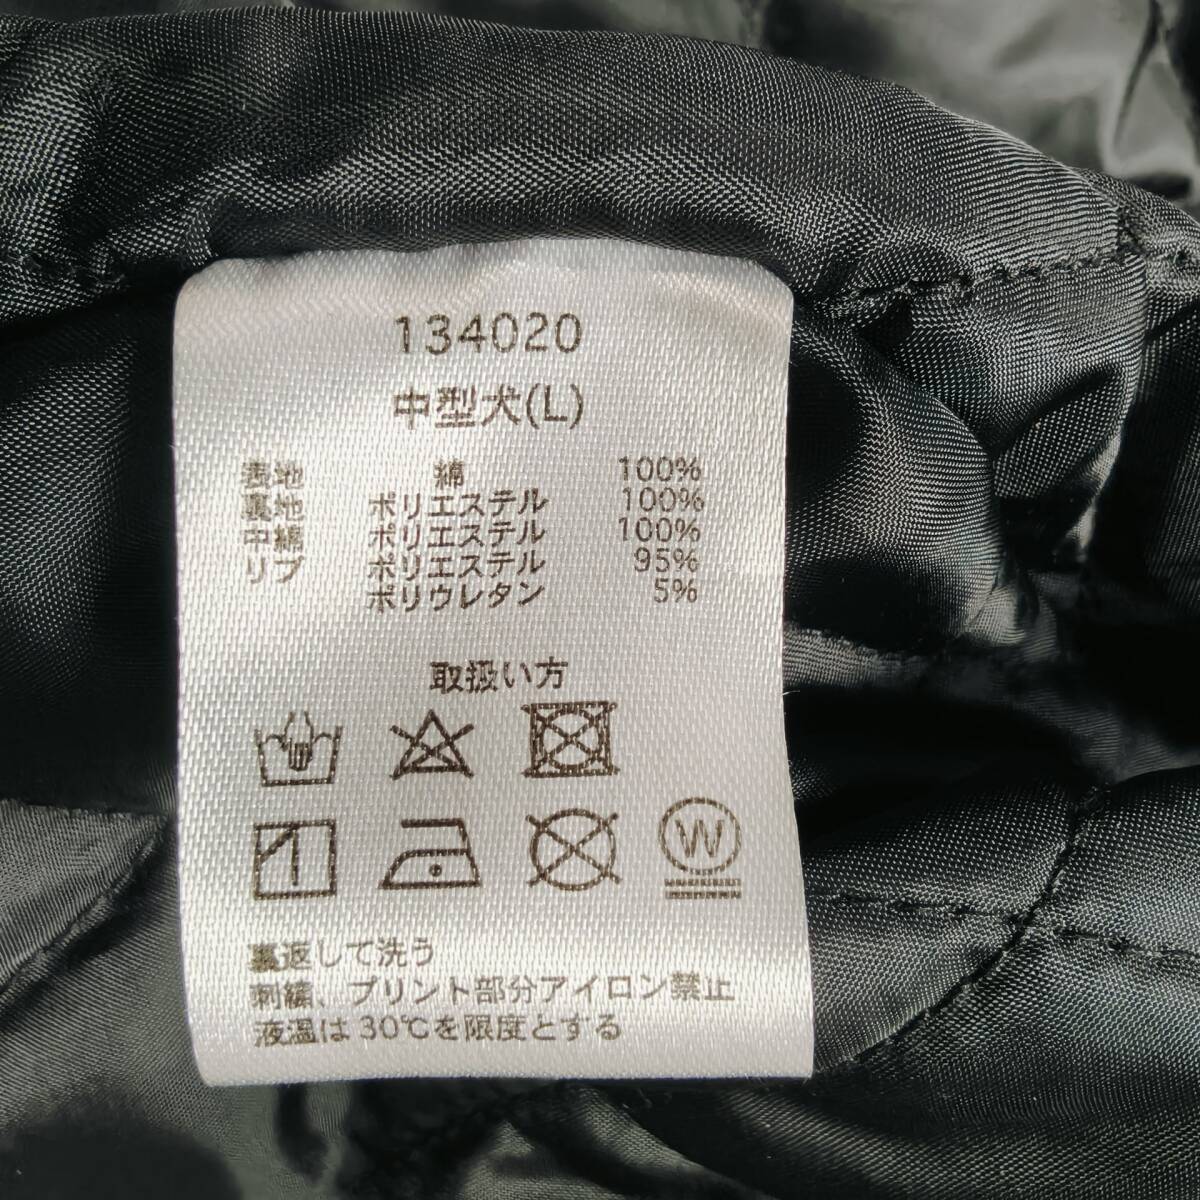 134020
中型犬(L)
表地 綿 100%
裏地 ポリエステル 100%
中綿 ポリエステル 100%
リブ ポリエステル 95%
ポリウレタン 5%
取扱い方
W
裏返して洗う
刺繍、プリント部分アイロン禁止
液温は30℃を限度とする